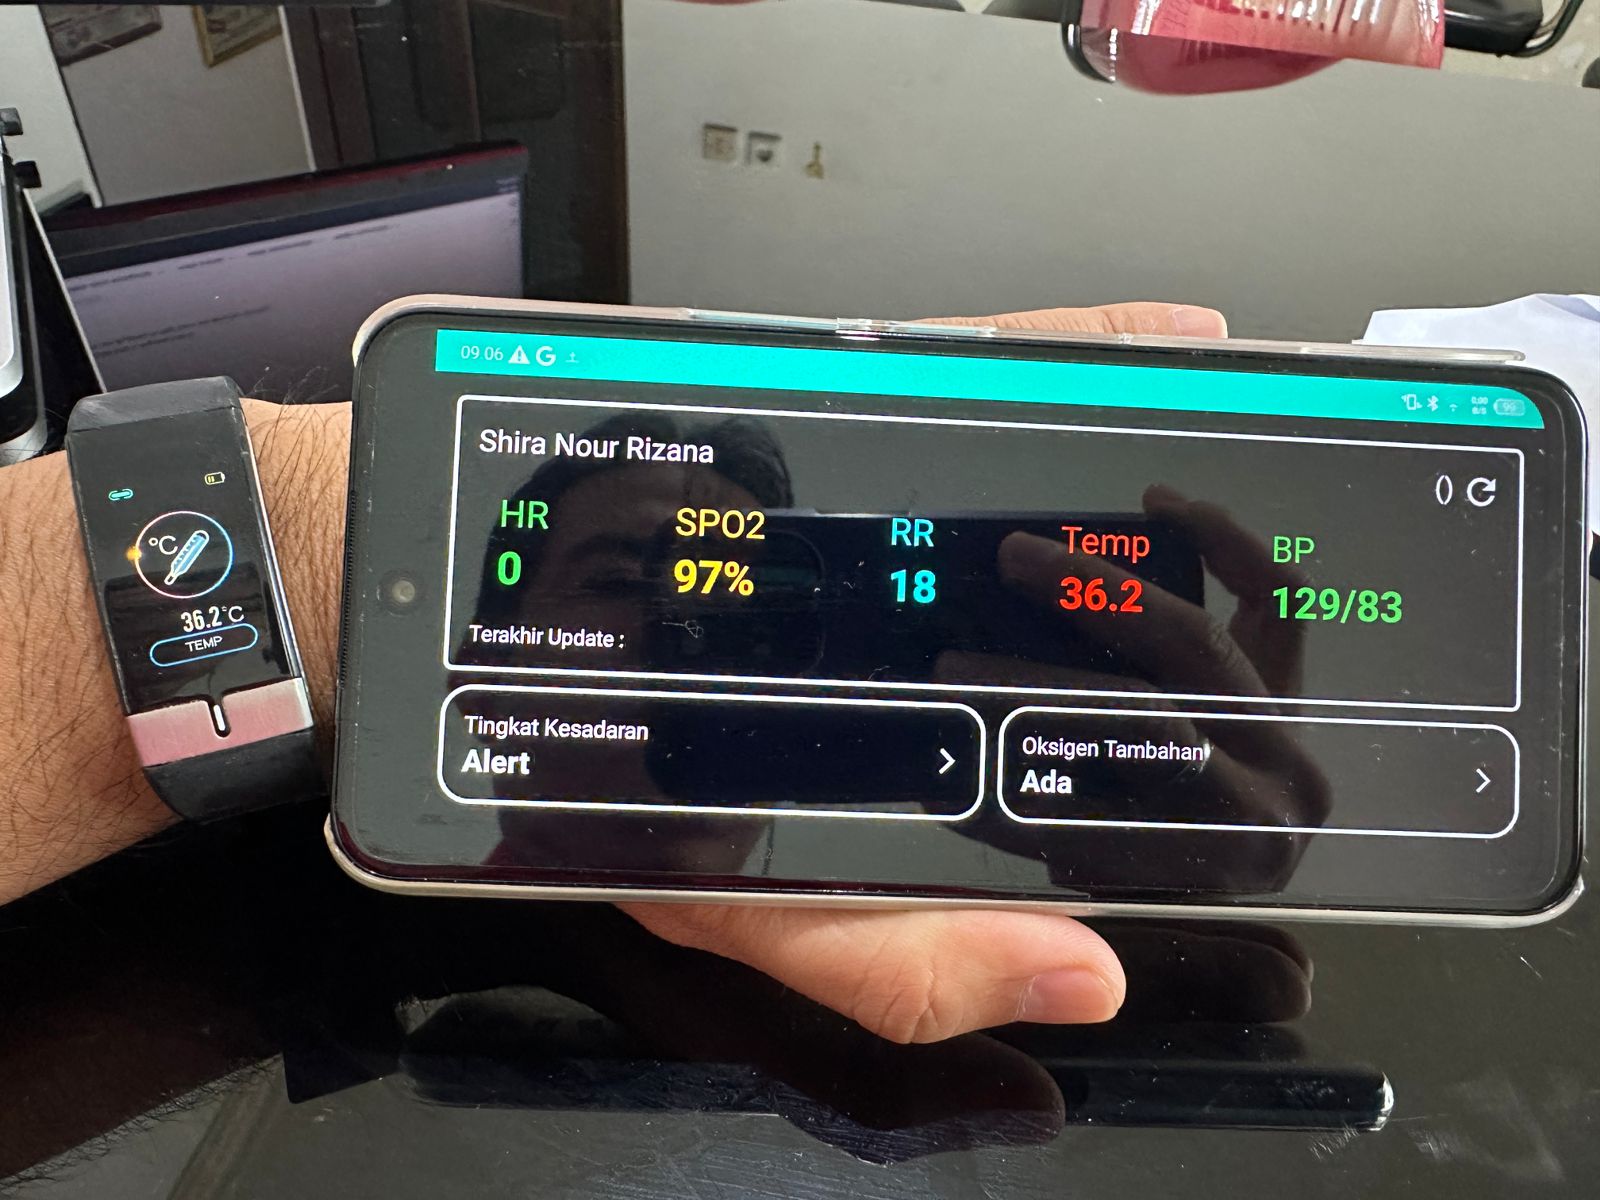 °C
36.2°C
TEMP
09.06
Shira Nour Rizana
HR
0
SPO2
97%
RR
18
Temp
36.2
BP
129/83
Terakhir Update :
Tingkat Kesadaran
Alert
Oksigen Tambahan
Ada